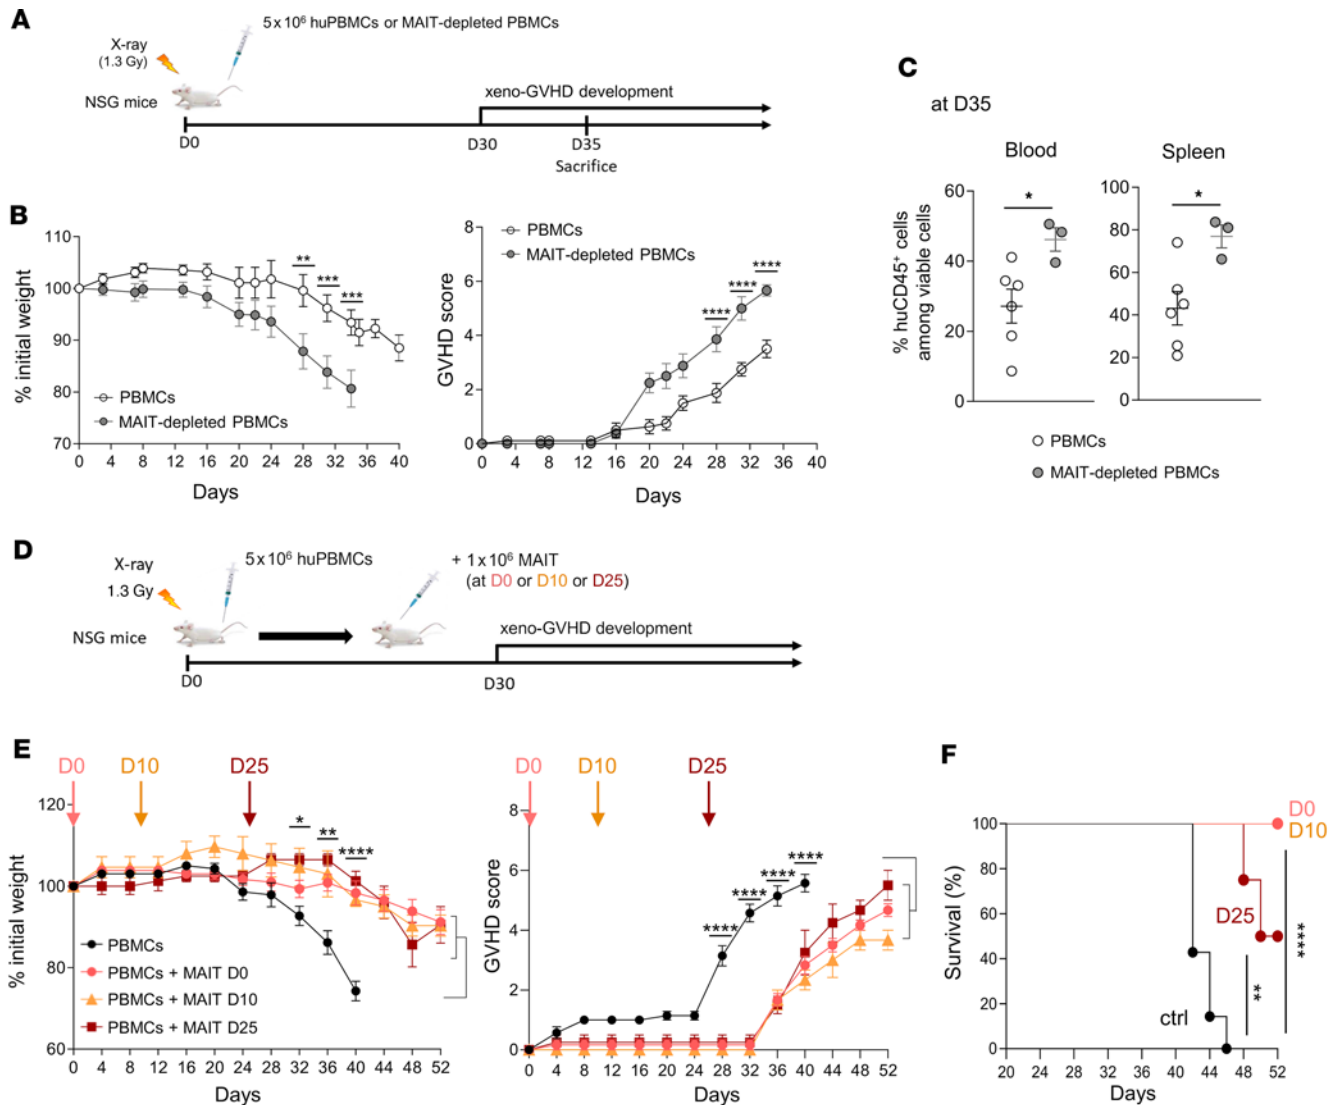 A
5 x 10⁶ huPBMCs or MAIT-depleted PBMCs
X-ray
(1.3 Gy)
NSG mice
xeno-GVHD development
D0
D30
D35
Sacrifice
B
% initial weight
110
100
90
80
70
**
***
***
PBMCs
MAIT-depleted PBMCs
0 4 8 12 16 20 24 28 32 36 40
Days
GVHD score
8
6
4
2
0
PBMCs
MAIT-depleted PBMCs
****
****
****
0 4 8 12 16 20 24 28 32 36 40
Days
C
at D35
Blood
Spleen
% huCD45⁺ cells
among viable cells
60
40
20
0
*
100
80
60
40
20
0
*
PBMCs
MAIT-depleted PBMCs
D
X-ray
1.3 Gy
5 x 10⁶ huPBMCs
+ 1 x 10⁶ MAIT
(at D0 or D10 or D25)
NSG mice
xeno-GVHD development
D0
D30
E
D0
D10
D25
% initial weight
120
100
80
60
*
**
****
PBMCs
PBMCs + MAIT D0
PBMCs + MAIT D10
PBMCs + MAIT D25
0 4 8 12 16 20 24 28 32 36 40 44 48 52
Days
D0
D10
D25
GVHD score
8
6
4
2
0
****
****
****
****
0 4 8 12 16 20 24 28 32 36 40 44 48 52
Days
F
Survival (%)
100
80
60
40
20
0
D0
D10
D25
ctrl
**
****
20 24 28 32 36 40 44 48 52
Days